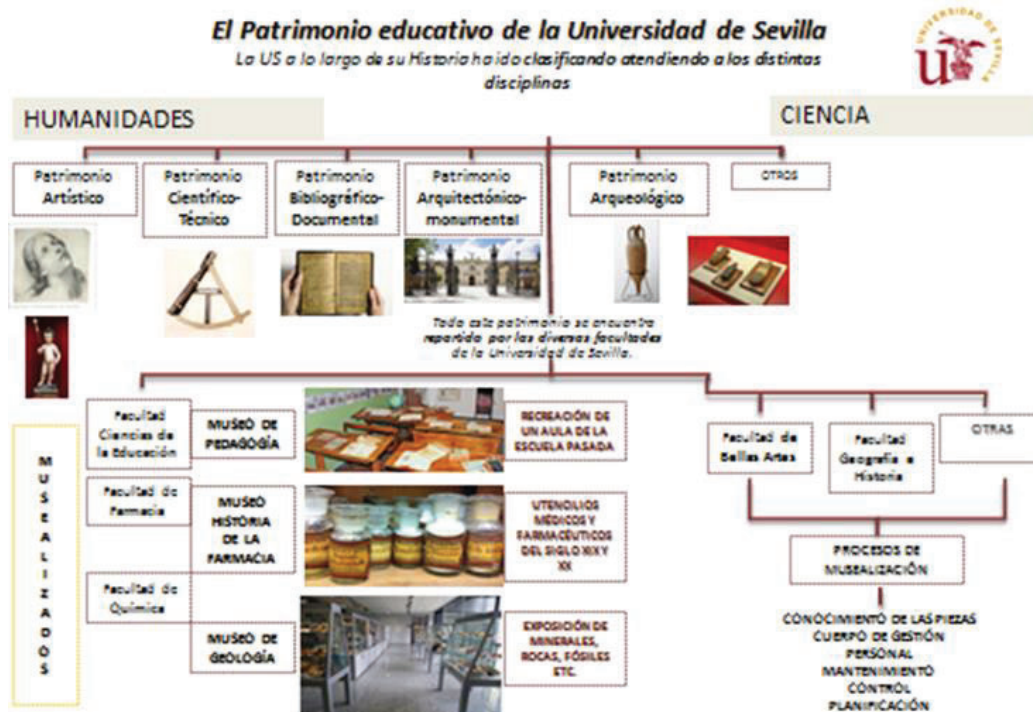 El Patrimonio educativo de la Universidad de Sevilla
La US a lo largo de su Historia ha ido clasificando atendiendo a los distintas
disciplinas
UNIVERSIDAD DE SEVILLA
HUMANIDADES
CIENCIA
Patrimonio
Artístico
Patrimonio
Científico-
Técnico
Patrimonio
Bibliográfico-
Documental
Patrimonio
Arquitectónico-
monumental
Patrimonio
Arqueológico
OTROS
Todo este patrimonio se encuentra
repartido por las diversas facultades
de la Universidad de Sevilla.
MUSEALIZADOS
Facultad
Ciencias de
la Educación
MUSEO DE
PEDAGOGÍA
RECREACIÓN DE
UN AULA DE LA
ESCUELA PASADA
Facultad de
Farmacia
MUSEO
HISTORIA
DE LA
FARMACIA
UTENCILIOS
MÉDICOS Y
FARMACÉUTICOS
DEL SIGLO XIX Y
XX
Facultad de
Química
MUSEO DE
GEOLOGÍA
EXPOSICIÓN DE
MINERALES,
ROCAS, FÓSILES
ETC.
Facultad de
Bellas Artes
Facultad
Geografía e
Historia
OTRAS
PROCESOS DE
MUSEALIZACIÓN
CONOCIMIENTO DE LAS PIEZAS
CUERPO DE GESTIÓN
PERSONAL
MANTENIMIENTO
CONTROL
PLANIFICACIÓN